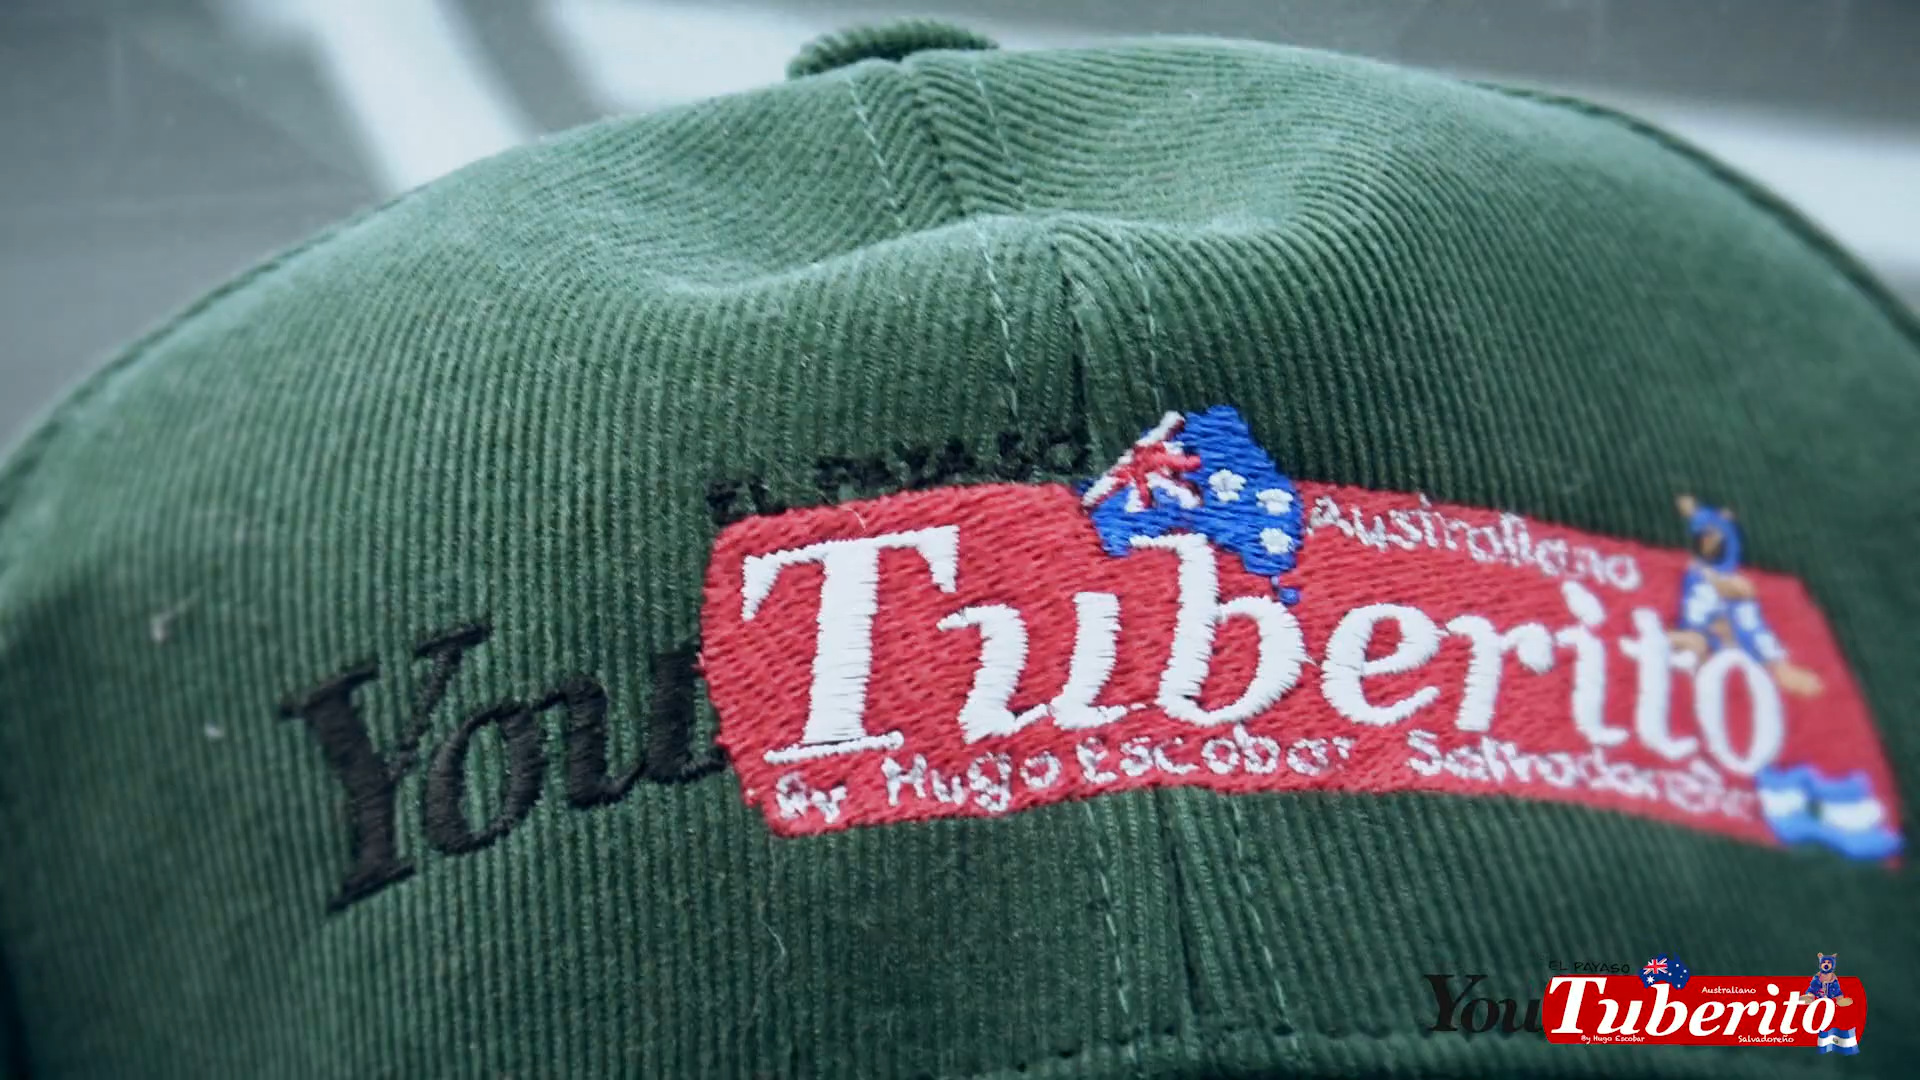 EL PAYASO
Australiano
YouTuberito
By Hugo Escobar Salvadoreño
EL PAYASO
Australiano
YouTuberito
By Hugo Escobar Salvadoreño